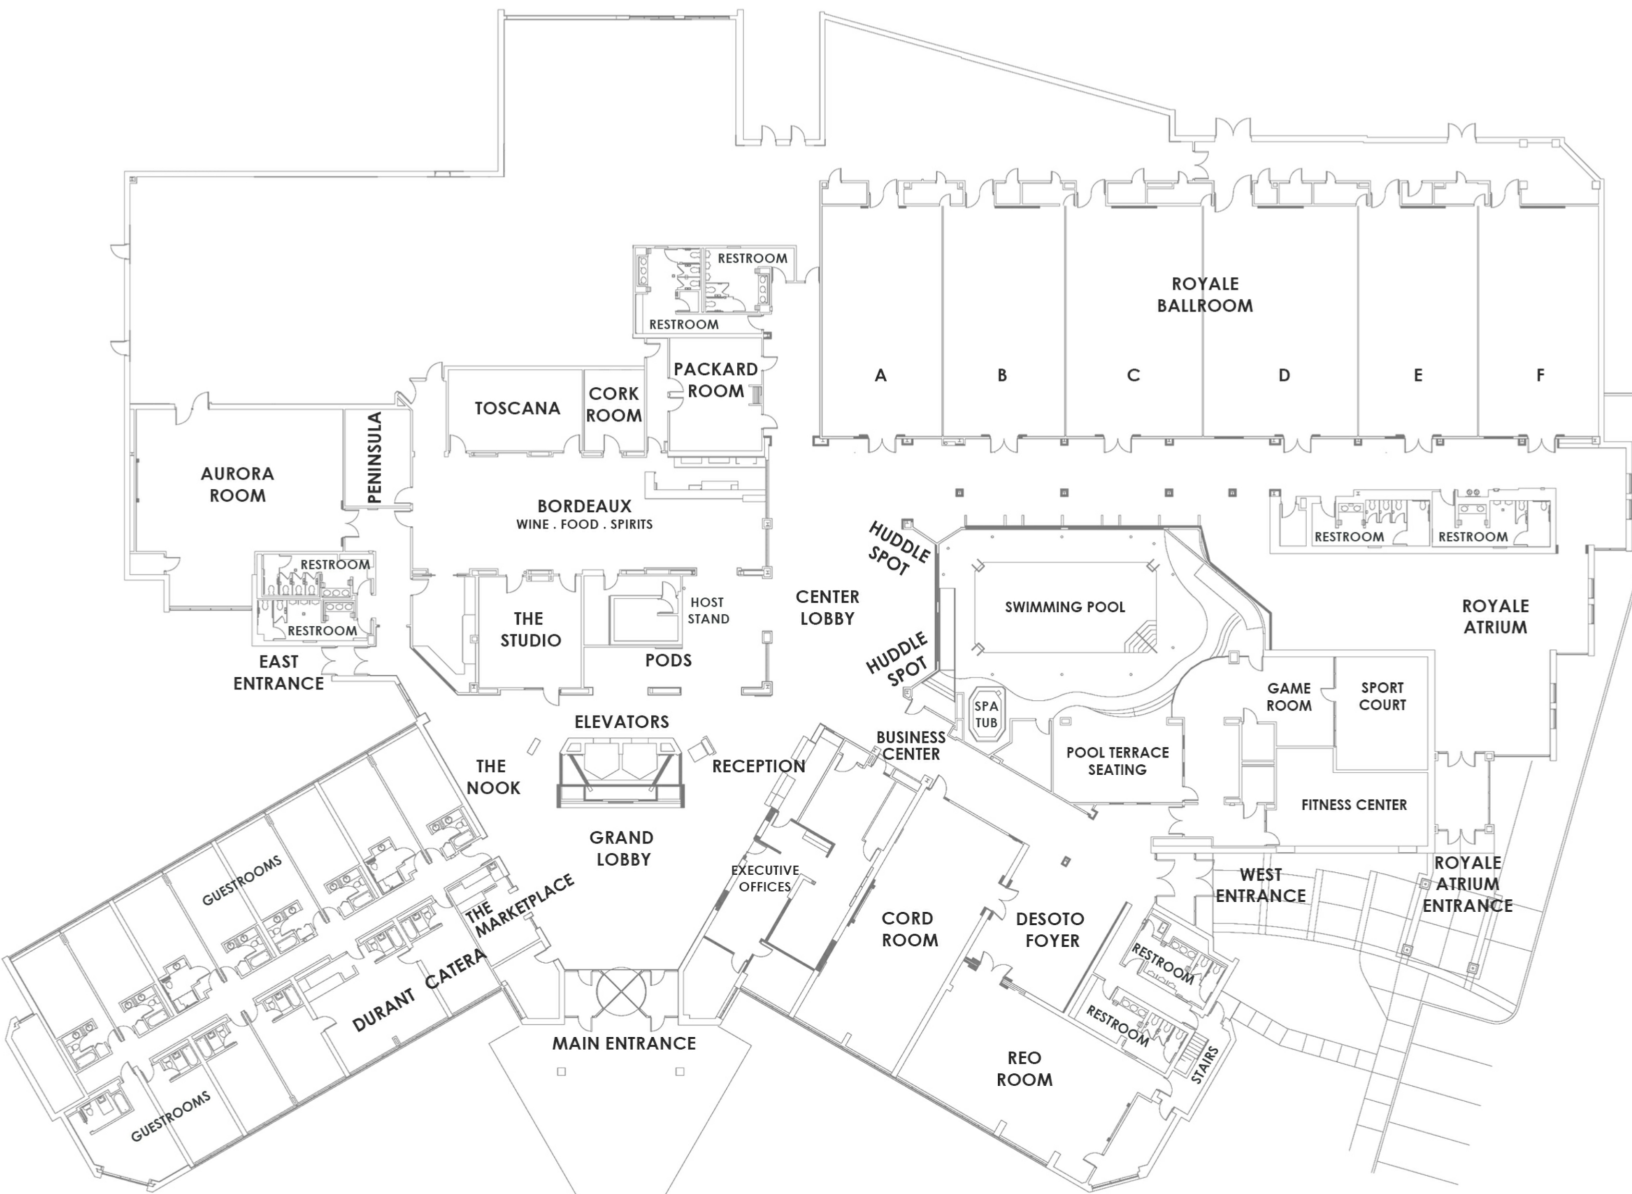 RESTROOM
RESTROOM
ROYALE
BALLROOM
A
B
C
D
E
F
PACKARD
ROOM
TOSCANA
CORK
ROOM
PENINSULA
AURORA
ROOM
BORDEAUX
WINE . FOOD . SPIRITS
RESTROOM
RESTROOM
HUDDLE
SPOT
RESTROOM
RESTROOM
THE
STUDIO
HOST
STAND
CENTER
LOBBY
SWIMMING POOL
ROYALE
ATRIUM
EAST
ENTRANCE
PODS
HUDDLE
SPOT
GAME
ROOM
SPORT
COURT
SPA
TUB
ELEVATORS
BUSINESS
CENTER
POOL TERRACE
SEATING
THE
NOOK
RECEPTION
FITNESS CENTER
GRAND
LOBBY
EXECUTIVE
OFFICES
GUESTROOMS
THE
MARKETPLACE
WEST
ENTRANCE
ROYALE
ATRIUM
ENTRANCE
CORD
ROOM
DESOTO
FOYER
RESTROOM
DURANT
CATERA
RESTROOM
MAIN ENTRANCE
REO
ROOM
STAIRS
GUESTROOMS